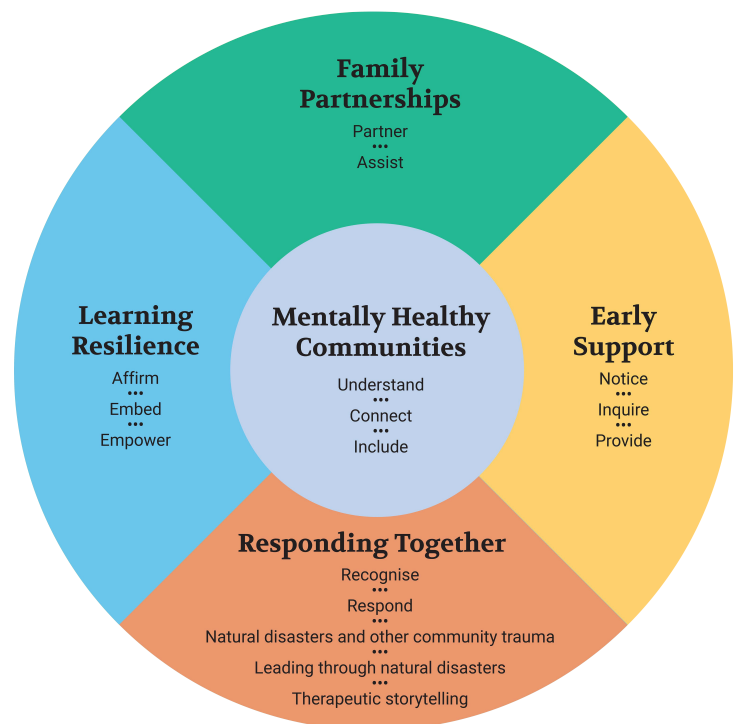 Family
Partnerships
Partner
•••
Assist
Learning
Resilience
Affirm
•••
Embed
•••
Empower
Mentally Healthy
Communities
Understand
•••
Connect
•••
Include
Early
Support
Notice
•••
Inquire
•••
Provide
Responding Together
Recognise
•••
Respond
•••
Natural disasters and other community trauma
•••
Leading through natural disasters
•••
Therapeutic storytelling